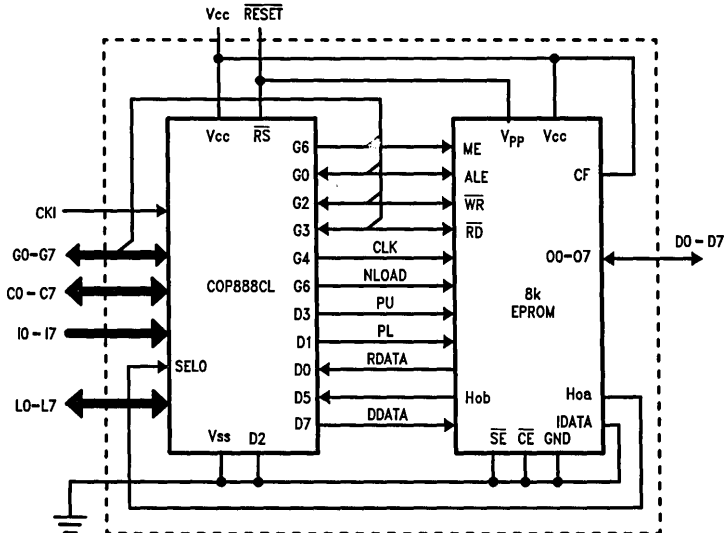 Vcc RESET
Vcc RS
VPP Vcc
G6 ME
G0 ALE
G2 WR
G3 RD
G4 CLK
G6 NLOAD
D3 PU
D1 PL
D0 RDATA
D5 Hob
D7 DDATA
CF
O0-O7
D0-D7
CKI
G0-G7
C0-C7
I0-I7
SELO
L0-L7
COP888CL
8k
EPROM
Hoa
IDATA
Vss D2
SE CE GND